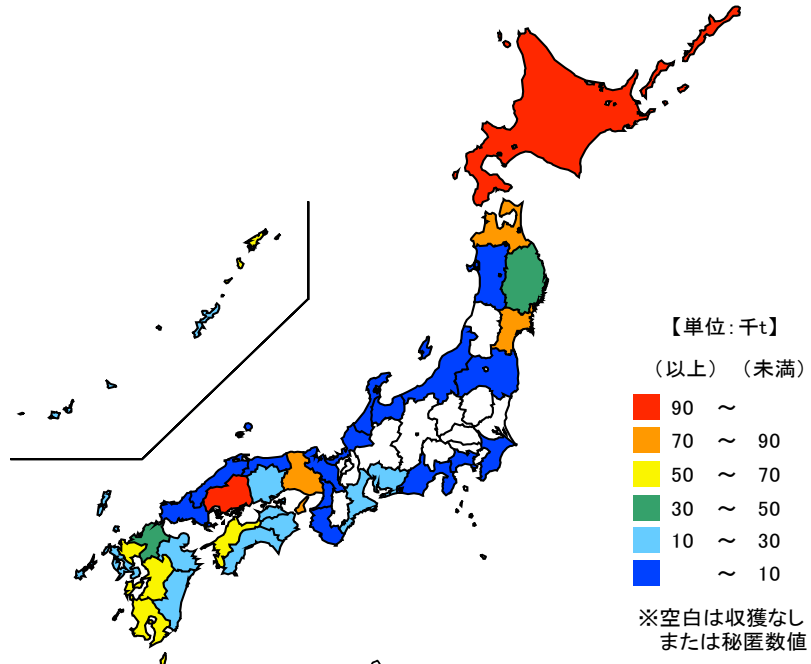 【単位:千t】
（以上）（未満）
90 ～
70 ～ 90
50 ～ 70
30 ～ 50
10 ～ 30
～ 10
※空白は収獲なし
または秘匿数値